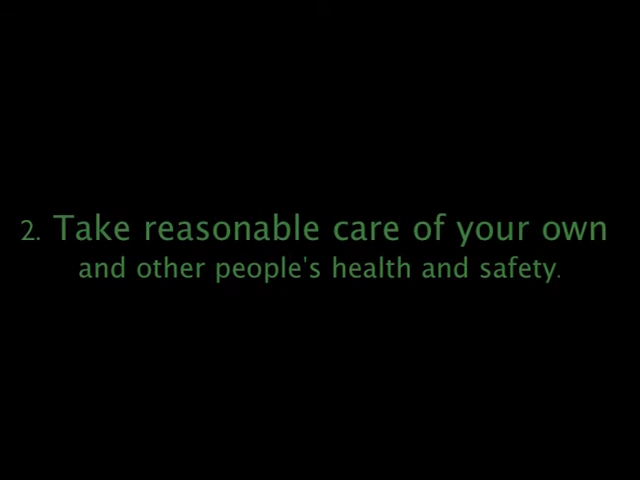 2. Take reasonable care of your own
and other people's health and safety.